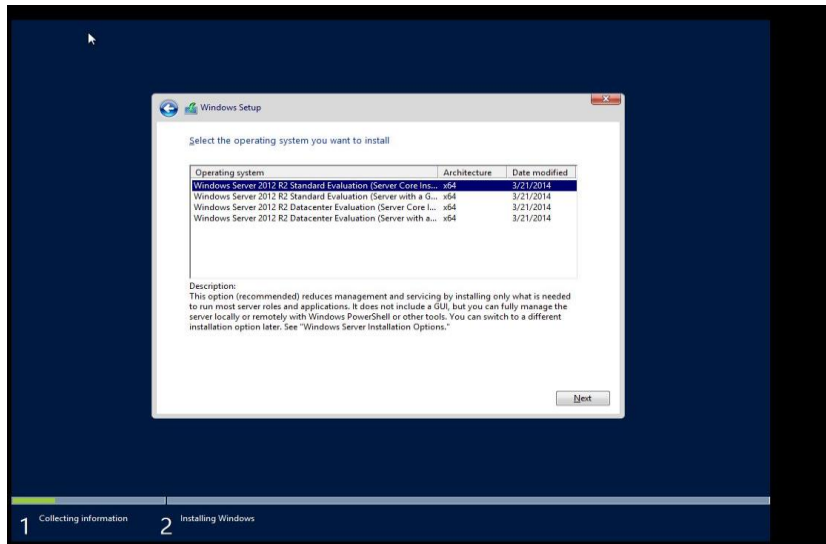 Windows Setup
Select the operating system you want to install
Operating system Architecture Date modified
Windows Server 2012 R2 Standard Evaluation (Server Core Ins... x64 3/21/2014
Windows Server 2012 R2 Standard Evaluation (Server with a G... x64 3/21/2014
Windows Server 2012 R2 Datacenter Evaluation (Server Core I... x64 3/21/2014
Windows Server 2012 R2 Datacenter Evaluation (Server with a... x64 3/21/2014
Description:
This option (recommended) reduces management and servicing by installing only what is needed
to run most server roles and applications. It does not include a GUI, but you can fully manage the
server locally or remotely with Windows PowerShell or other tools. You can switch to a different
installation option later. See "Windows Server Installation Options."
Next
1 Collecting information 2 Installing Windows